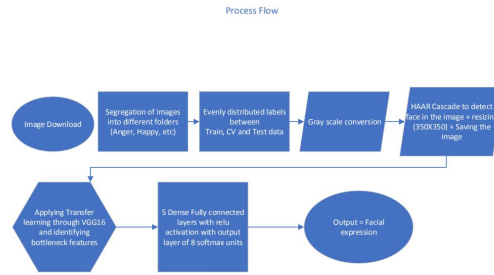 Process Flow
Image Download
Segregation of images
into different folders
(Anger, Happy, etc)
Evenly distributed labels
between
Train, CV and Test data
Gray scale conversion
HAAR Cascade to detect
face in the image + resizin
(350X350) + Saving the
image
Applying Transfer
learning through VGG16
and identifying
bottleneck features
5 Dense Fully connected
layers with relu
activation with output
layer of 8 softmax units
Output = Facial
expression